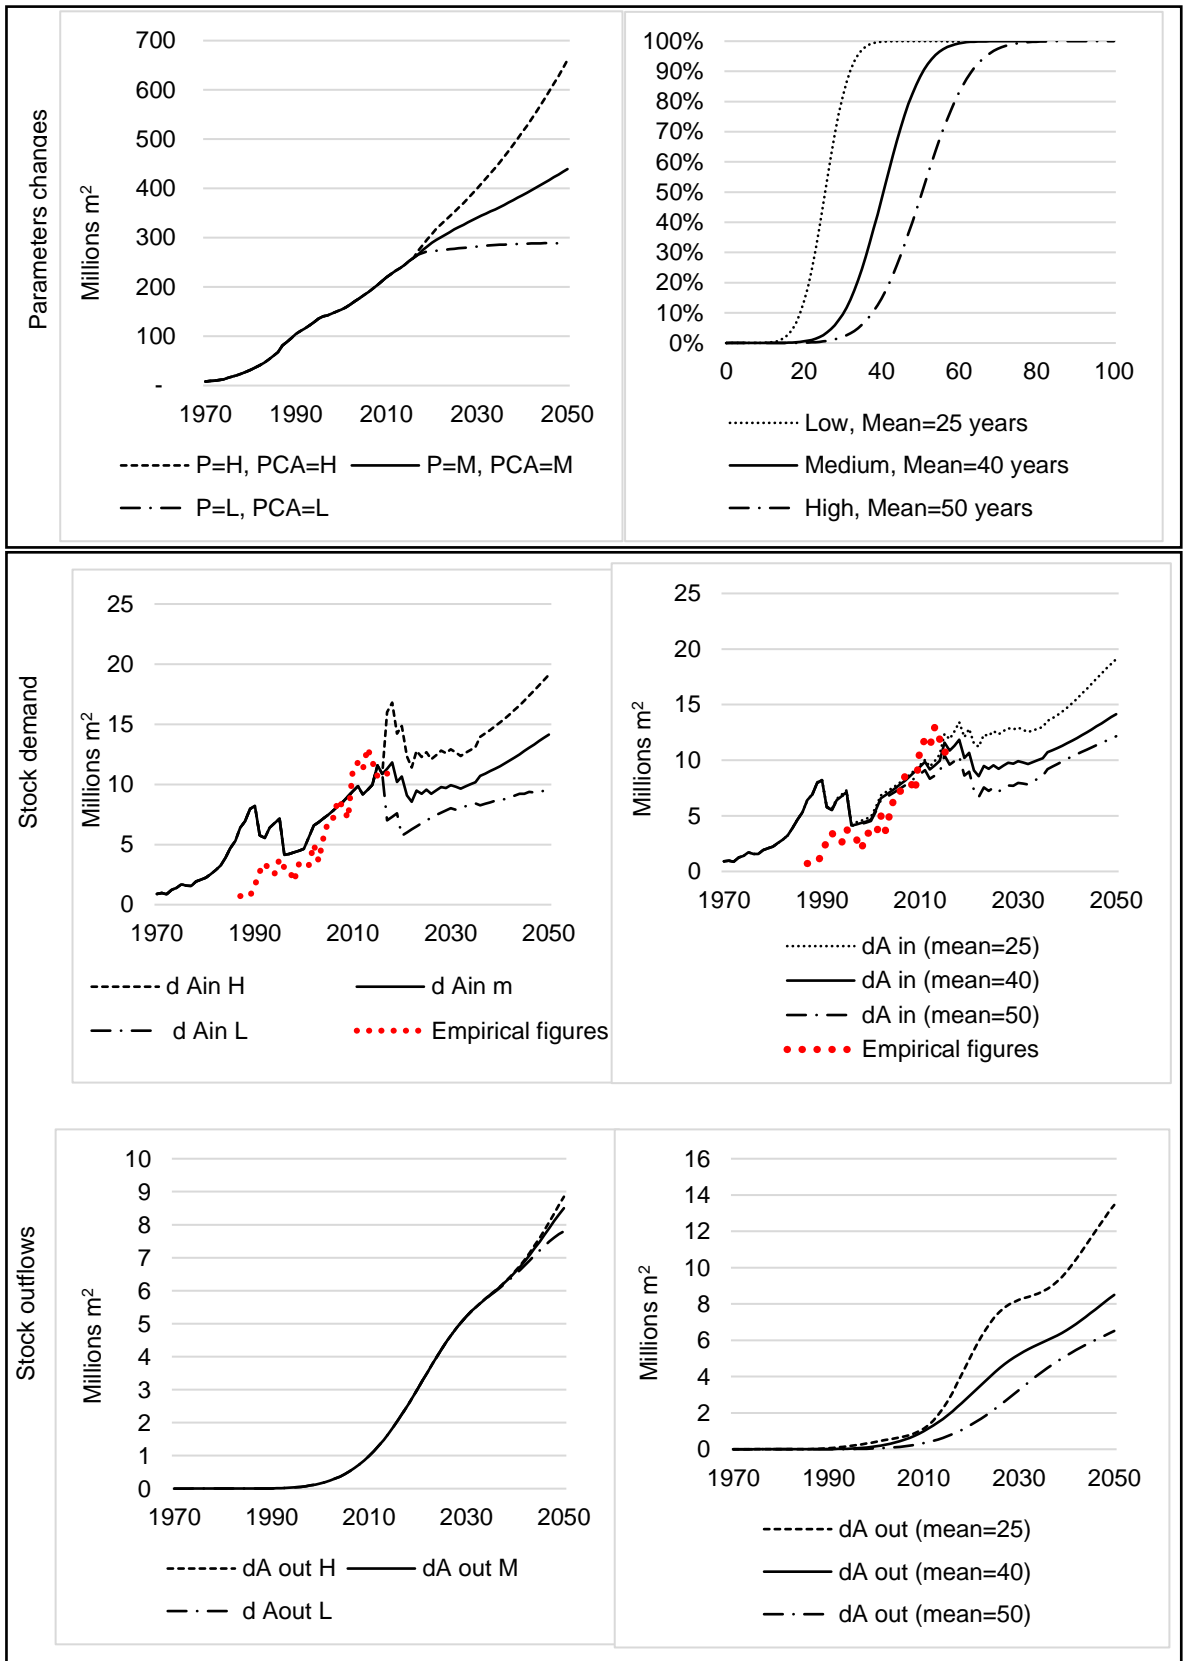 Parameters changes
Millions m²
700
600
500
400
300
200
100
-
1970 1990 2010 2030 2050
P=H, PCA=H P=M, PCA=M
P=L, PCA=L
100%
90%
80%
70%
60%
50%
40%
30%
20%
10%
0%
0 20 40 60 80 100
Low, Mean=25 years
Medium, Mean=40 years
High, Mean=50 years
Stock demand
Millions m²
25
20
15
10
5
0
1970 1990 2010 2030 2050
d Ain H d Ain m
d Ain L Empirical figures
Millions m²
25
20
15
10
5
0
1970 1990 2010 2030 2050
dA in (mean=25)
dA in (mean=40)
dA in (mean=50)
Empirical figures
Stock outflows
Millions m²
10
9
8
7
6
5
4
3
2
1
0
1970 1990 2010 2030 2050
dA out H dA out M
d Aout L
Millions m²
16
14
12
10
8
6
4
2
0
1970 1990 2010 2030 2050
dA out (mean=25)
dA out (mean=40)
dA out (mean=50)